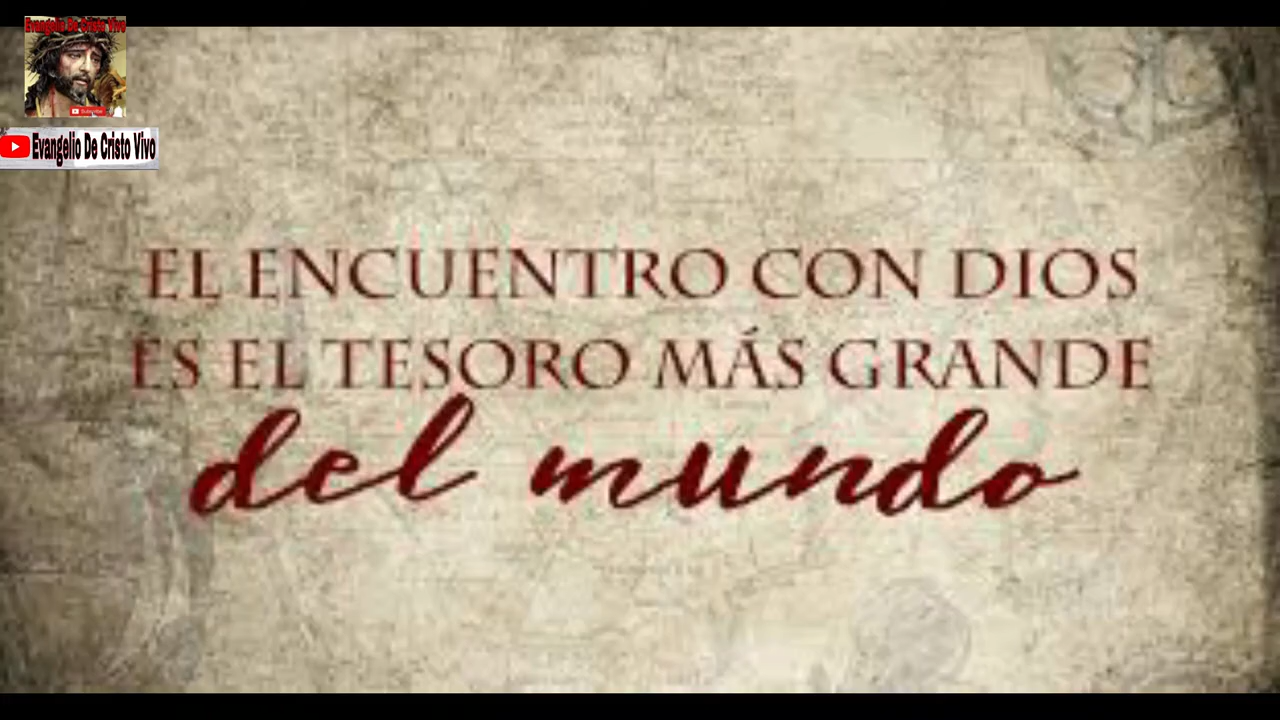 Evangelio De Cristo Vivo
Subscribe
Evangelio De Cristo Vivo
EL ENCUENTRO CON DIOS
ES EL TESORO MÁS GRANDE
del mundo